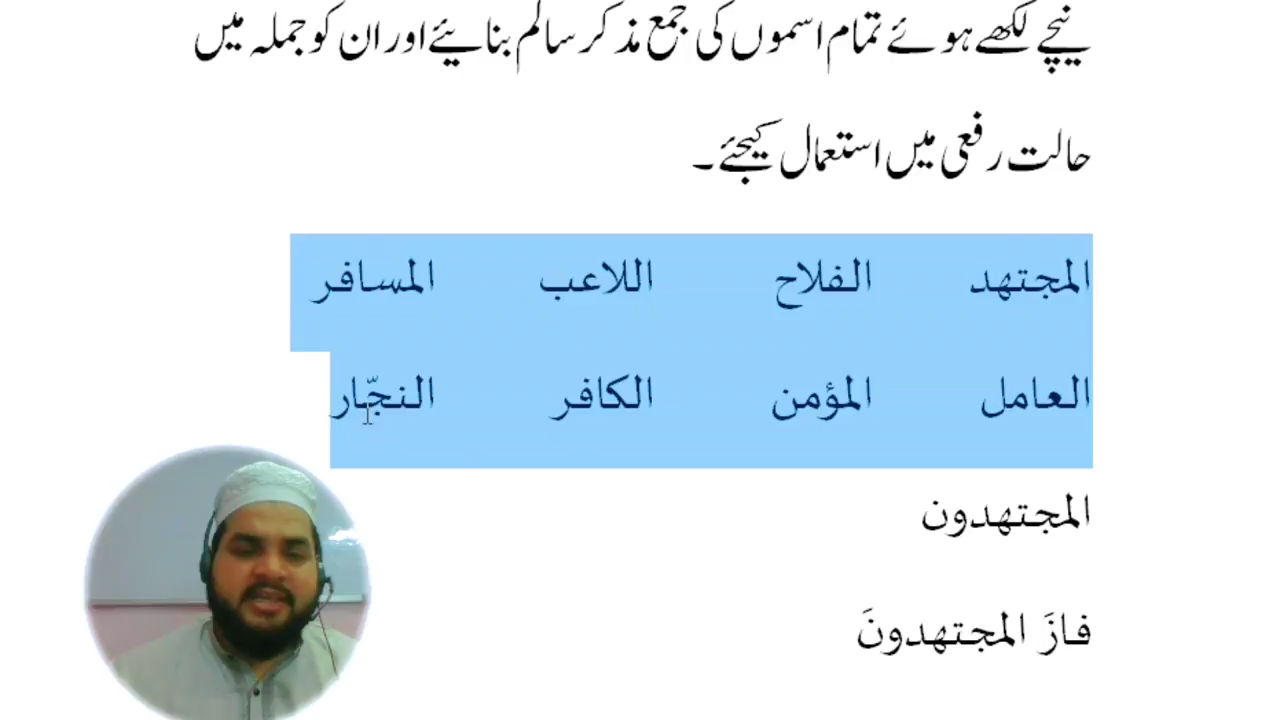 نیچے لکھے ہوئے تمام اسموں کی جمع مذکر سالم بنایئے اور ان کو جملہ میں
حالت رفعی میں استعمال کیجئے۔
المجتهد الفلاح اللاعب المسافر
العامل المؤمن الكافر النجّار
المجتهدون
فازَ المجتهدونَ